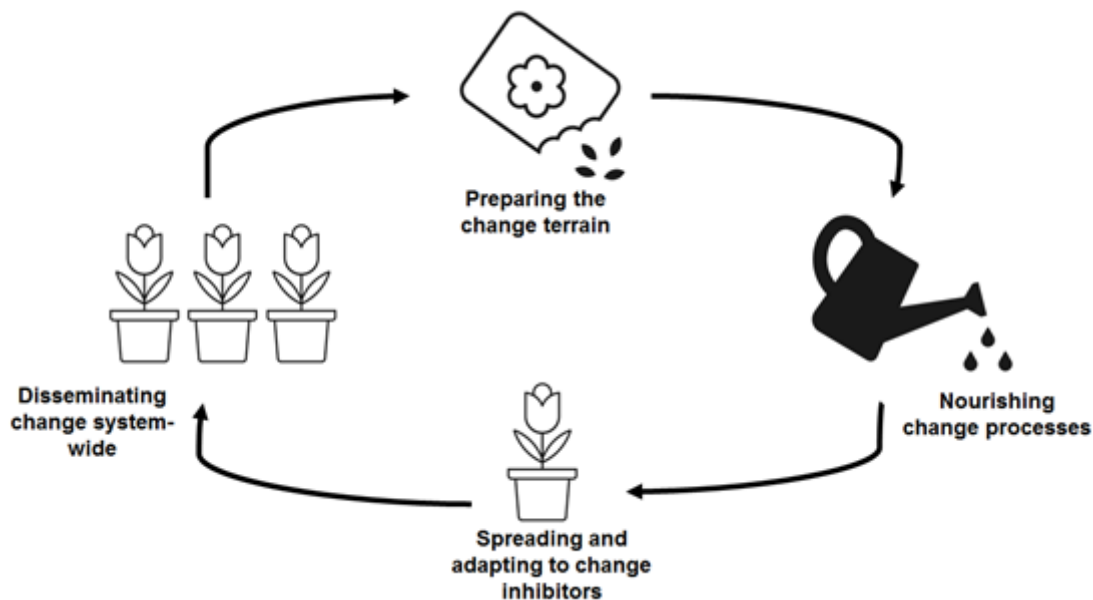 Preparing the
change terrain
Nourishing
change processes
Spreading and
adapting to change
inhibitors
Disseminating
change system-
wide